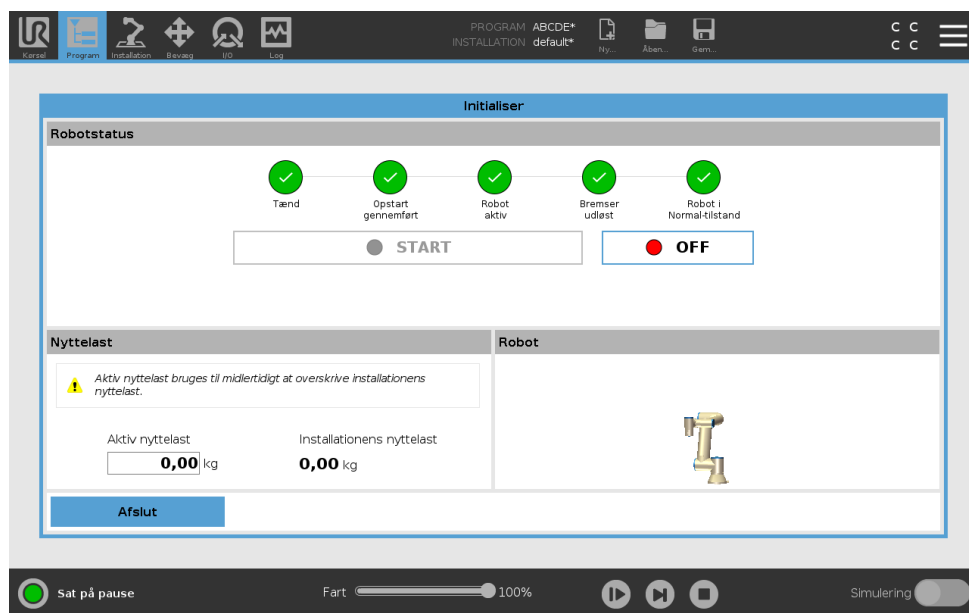 UR
PROGRAM ABCDE*
INSTALLATION default*
Kørsel Program Installation Bevæg I/O Log Ny... Åben... Gem...
C C
C C
Initialiser
Robotstatus
Tænd
Opstart
gennemført
Robot
aktiv
Bremser
udløst
Robot i
Normal-tilstand
START
OFF
Nyttelast
Robot
Aktiv nyttelast bruges til midlertidigt at overskrive installationens
nyttelast.
Aktiv nyttelast
0,00 kg
Installationens nyttelast
0,00 kg
Afslut
Sat på pause
Fart 100%
Simulering